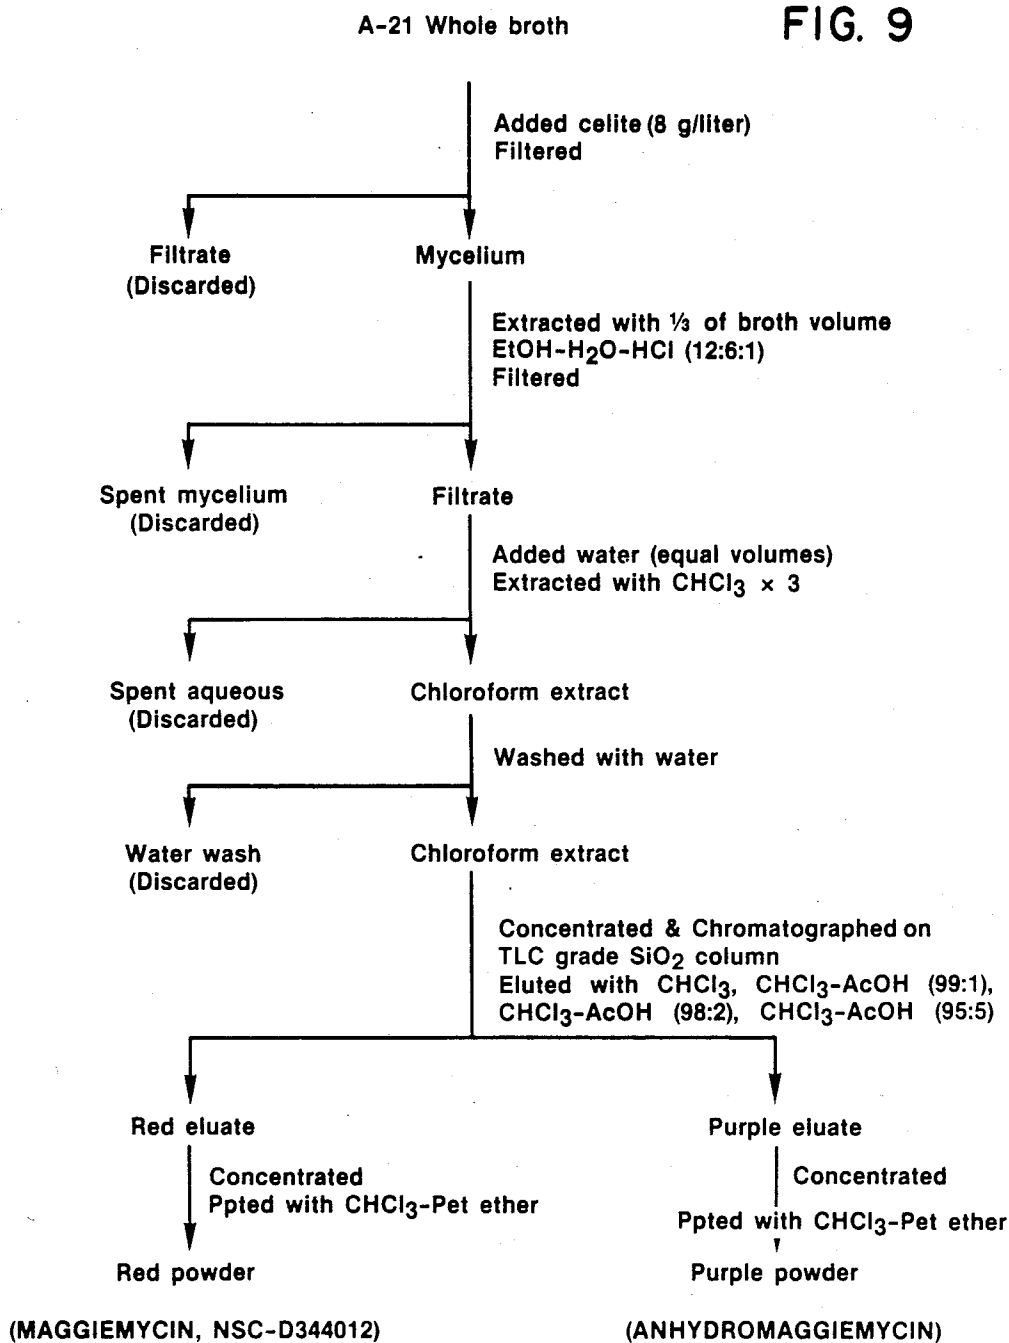 A-21 Whole broth
FIG. 9
Added celite (8 g/liter)
Filtered
Filtrate
(Discarded)
Mycelium
Extracted with ⅓ of broth volume
EtOH-H2O-HCl (12:6:1)
Filtered
Spent mycelium
(Discarded)
Filtrate
Added water (equal volumes)
Extracted with CHCl3 × 3
Spent aqueous
(Discarded)
Chloroform extract
Washed with water
Water wash
(Discarded)
Chloroform extract
Concentrated & Chromatographed on
TLC grade SiO2 column
Eluted with CHCl3, CHCl3-AcOH (99:1),
CHCl3-AcOH (98:2), CHCl3-AcOH (95:5)
Red eluate
Concentrated
Ppted with CHCl3-Pet ether
Red powder
(MAGGIEMYCIN, NSC-D344012)
Purple eluate
Concentrated
Ppted with CHCl3-Pet ether
Purple powder
(ANHYDROMAGGIEMYCIN)